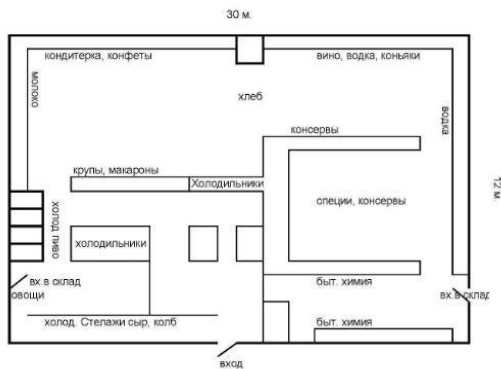 30 м.
кондитерка, конфеты
вино, водка, коньяки
молоко
хлеб
водка
консервы
12 м.
крупы, макароны
Холодильники
специи, консервы
холод пиво
холодильники
вх.в склад
овощи
быт. химия
вх.в склад
холод. Стелажи сыр, колб
быт. химия
вход